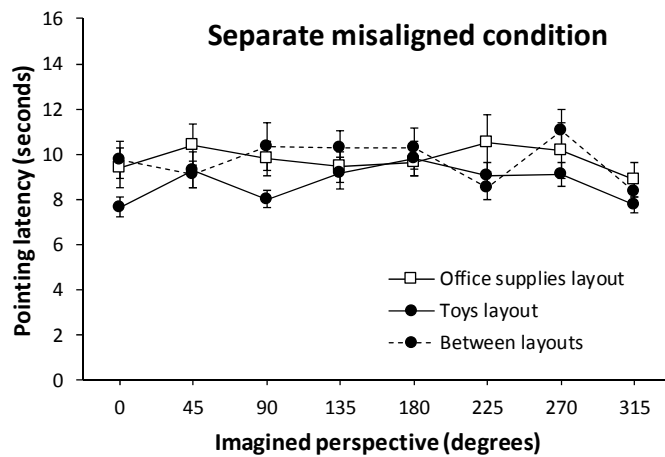 Separate misaligned condition
Pointing latency (seconds)
16
14
12
10
8
6
4
2
0
Office supplies layout
Toys layout
Between layouts
0 45 90 135 180 225 270 315
Imagined perspective (degrees)